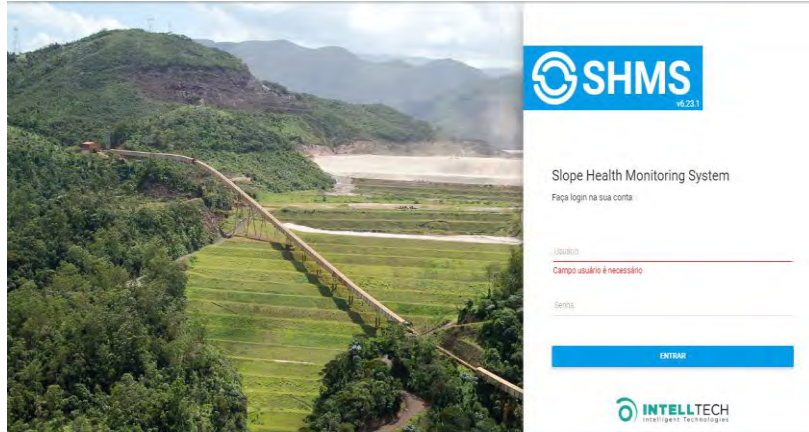 SHMS
v6.23.1
Slope Health Monitoring System
Faça login na sua conta
Usuário
Campo usuário é necessário
Senha
ENTRAR
INTELLTECH
Intelligent Technologies